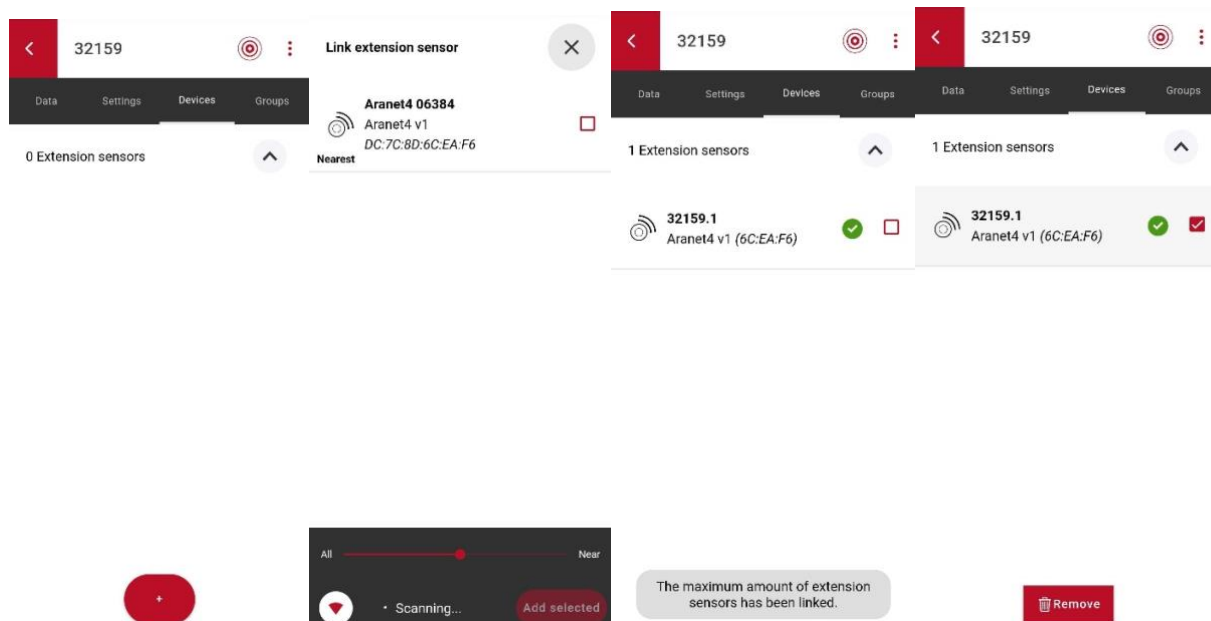 32159
Data Settings Devices Groups
0 Extension sensors
+
Link extension sensor
Aranet4 06384
Aranet4 v1
DC:7C:8D:6C:EA:F6
Nearest
All Near
Scanning... Add selected
32159
Data Settings Devices Groups
1 Extension sensors
32159.1
Aranet4 v1 (6C:EA:F6)
The maximum amount of extension
sensors has been linked.
32159
Data Settings Devices Groups
1 Extension sensors
32159.1
Aranet4 v1 (6C:EA:F6)
Remove